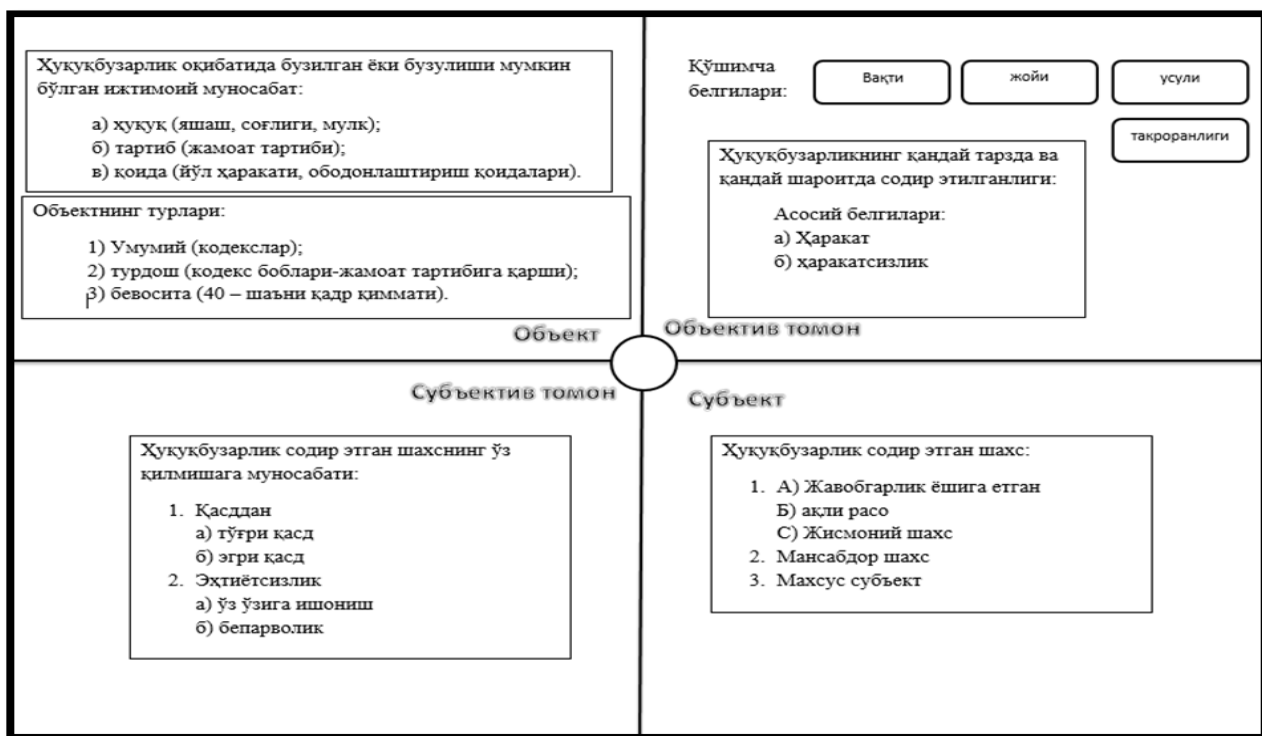 Ҳуқуқбузарлик оқибатида бузилган ёки бузулиши мумкин
бўлган ижтимоий муносабат:
а) ҳуқуқ (яшаш, соғлиги, мулк);
б) тартиб (жамоат тартиби);
в) қоида (йўл ҳаракати, ободонлаштириш қоидалари).
Объектнинг турлари:
1) Умумий (кодекслар);
2) турдош (кодекс боблари-жамоат тартибига қарши);
3) бевосита (40 – шаъни қадр қиммати).
Объект
Қўшимча
белгилари:
Вақти
жойи
усули
такроранлиги
Ҳуқуқбузарликнинг қандай тарзда ва
қандай шароитда содир этилганлиги:
Асосий белгилари:
а) Ҳаракат
б) ҳаракатсизлик
Объектив томон
Субъектив томон
Ҳуқуқбузарлик содир этган шахснинг ўз
қилмишага муносабати:
1. Қасддан
а) тўғри қасд
б) эгри қасд
2. Эҳтиётсизлик
а) ўз ўзига ишониш
б) бепарволик
Субъект
Ҳуқуқбузарлик содир этган шахс:
1. А) Жавобгарлик ёшига етган
Б) ақли расо
С) Жисмоний шахс
2. Мансабдор шахс
3. Махсус субъект